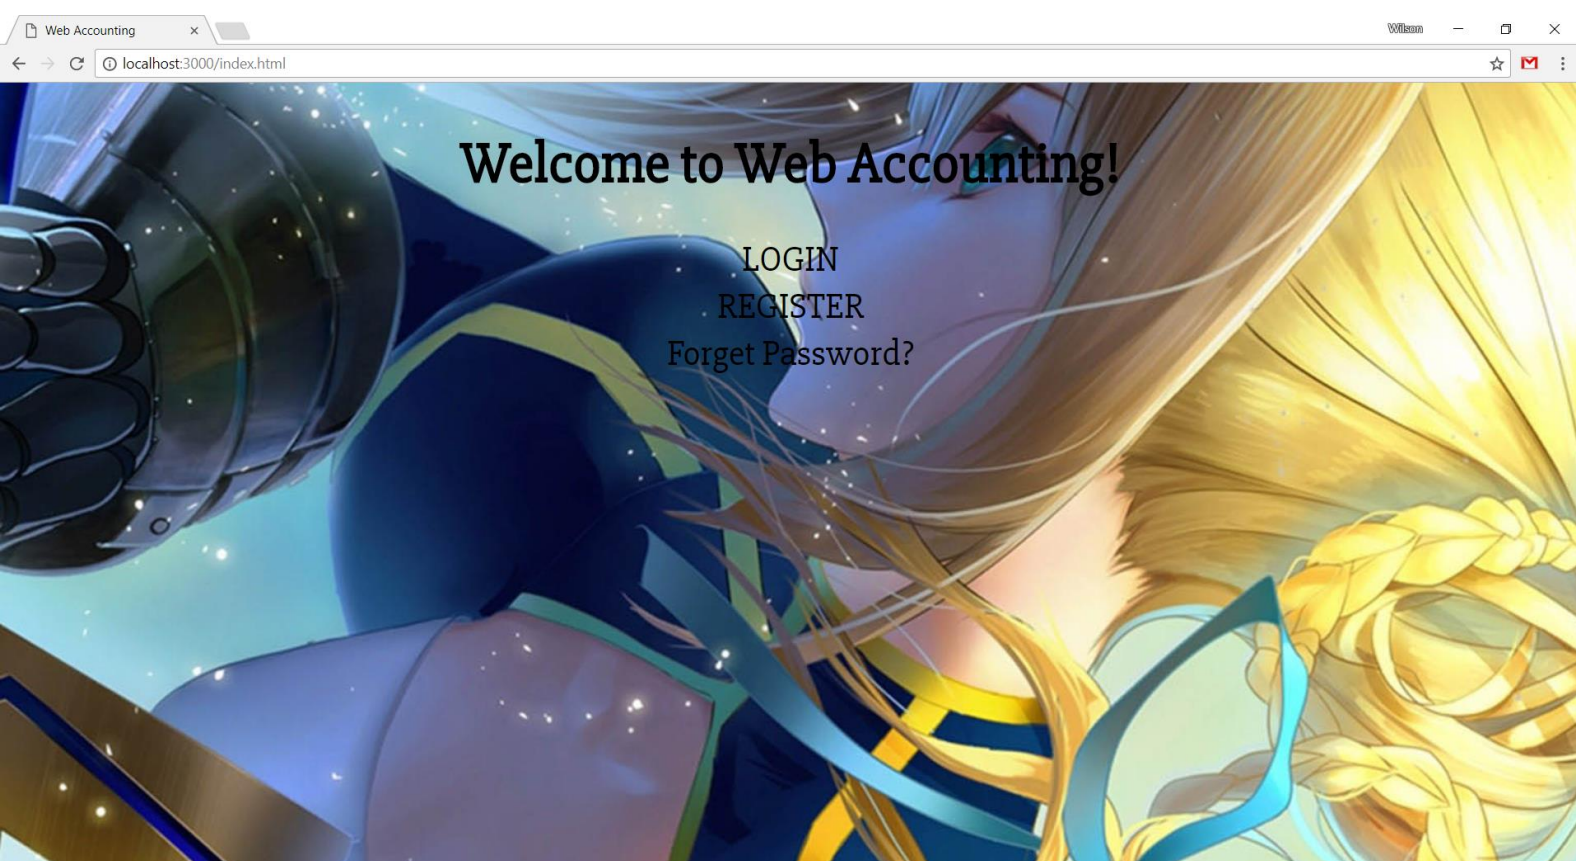 Web Accounting
Wilson
localhost:3000/index.html
Welcome to Web Accounting!
LOGIN
REGISTER
Forget Password?